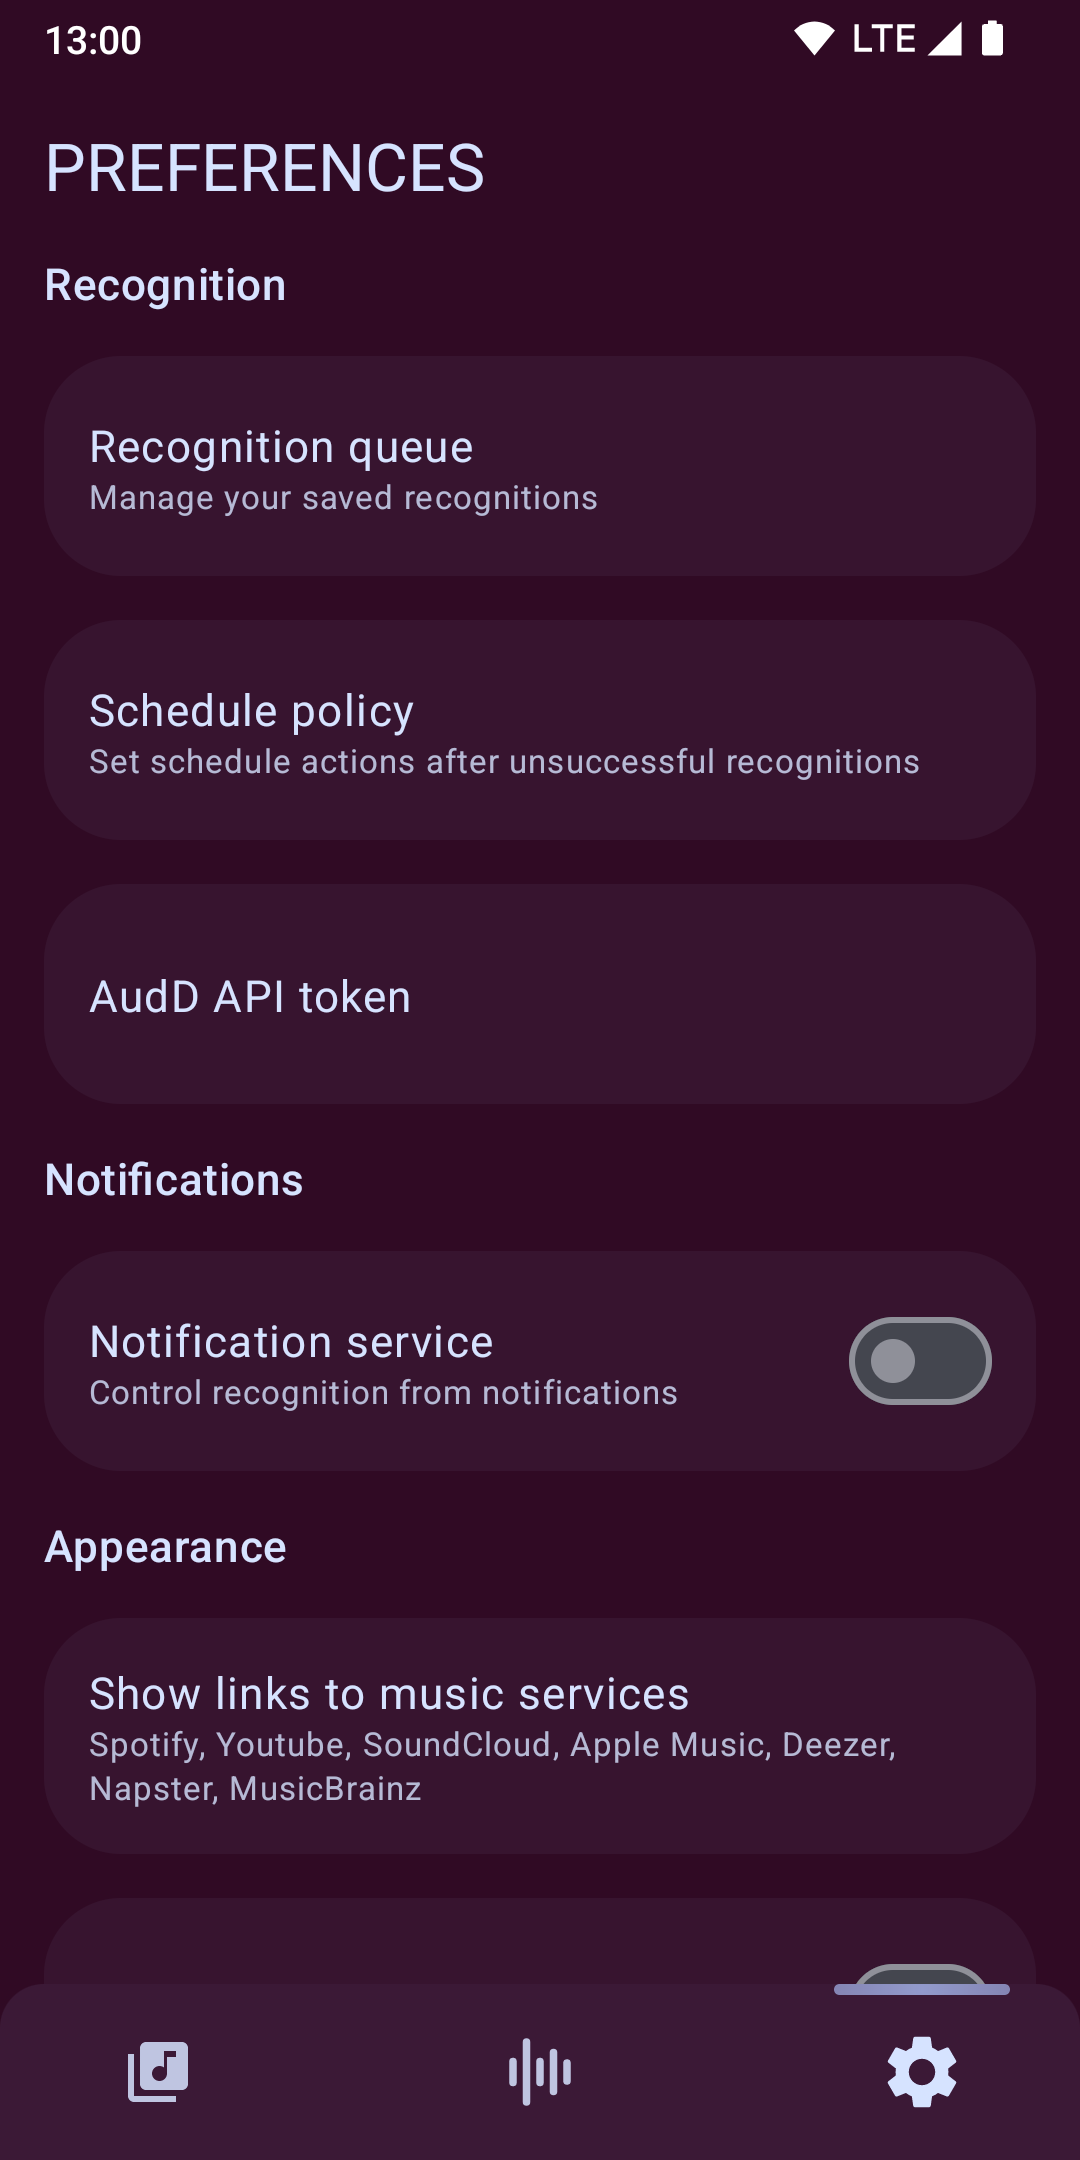 13:00
LTE
PREFERENCES
Recognition
Recognition queue
Manage your saved recognitions
Schedule policy
Set schedule actions after unsuccessful recognitions
AudD API token
Notifications
Notification service
Control recognition from notifications
Appearance
Show links to music services
Spotify, Youtube, SoundCloud, Apple Music, Deezer,
Napster, MusicBrainz